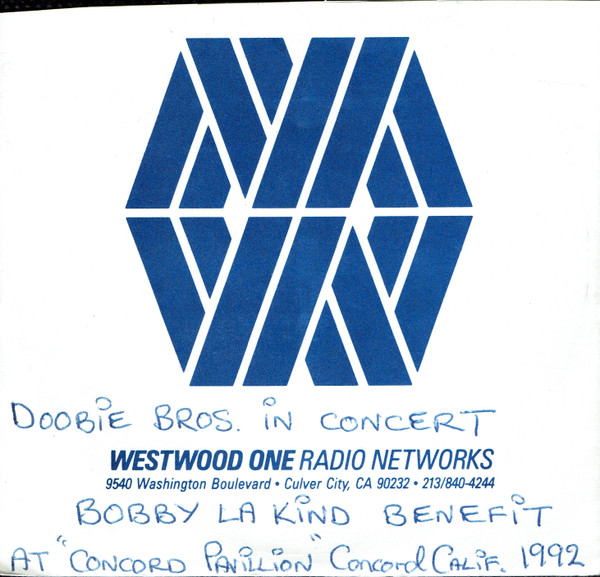 DOOBIE BROS. IN CONCERT
WESTWOOD ONE RADIO NETWORKS
9540 Washington Boulevard • Culver City, CA 90232 • 213/840-4244
BOBBY LA KIND BENEFIT
AT "CONCORD PAVILLION" Concord Calif. 1992